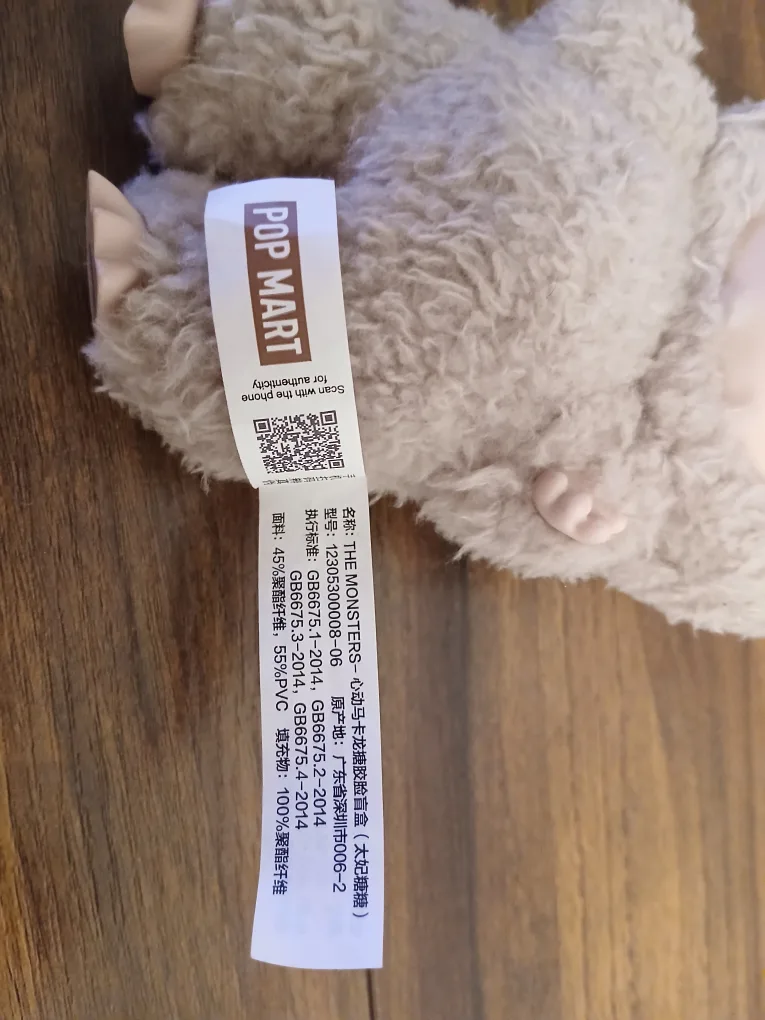 POP MART
Scan with the phone
for authenticity
名称：THE MONSTERS– 心动马卡龙搪胶脸盲盒（太妃糖糖）
型号：12305300008–06 原产地：广东省深圳市006–2
执行标准：GB6675.1–2014，GB6675.2–2014
GB6675.3–2014，GB6675.4–2014
面料：45%聚酯纤维，55%PVC 填充物：100%聚酯纤维